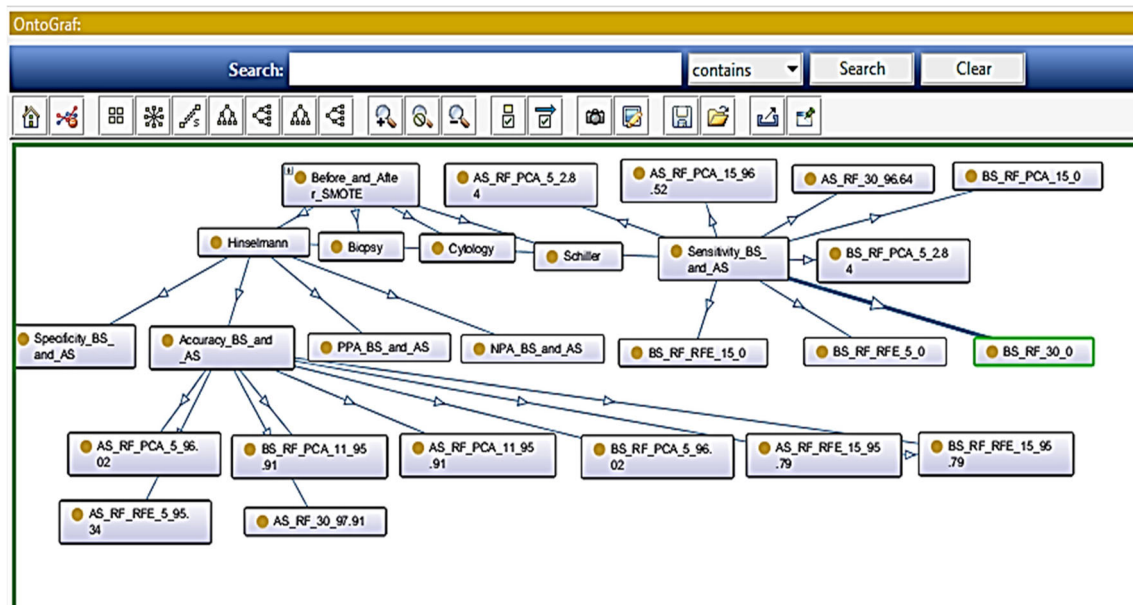 OntoGraf:
Search:
contains
Search
Clear
Before_and_Afte
r_SMOTE
AS_RF_PCA_5_2.8
4
AS_RF_PCA_15_96
.52
AS_RF_30_96.64
BS_RF_PCA_15_0
Hinselmann
Biopsy
Cytology
Schiller
Sensitivity_BS_
and_AS
BS_RF_PCA_5_2.8
4
Specificity_BS_
and_AS
Accuracy_BS_and
_AS
PPA_BS_and_AS
NPA_BS_and_AS
BS_RF_RFE_15_0
BS_RF_RFE_5_0
BS_RF_30_0
AS_RF_PCA_5_96.
02
BS_RF_PCA_11_95
.91
AS_RF_PCA_11_95
.91
BS_RF_PCA_5_96.
02
AS_RF_RFE_15_95
.79
BS_RF_RFE_15_95
.79
AS_RF_RFE_5_95.
34
AS_RF_30_97.91